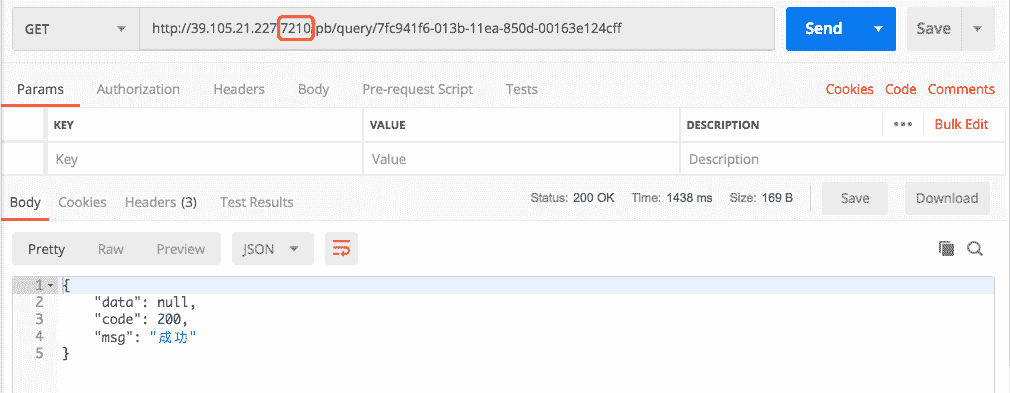 GET http://39.105.21.227:7210/pb/query/7fc941f6-013b-11ea-850d-00163e124cff Send Save
Params Authorization Headers Body Pre-request Script Tests Cookies Code Comments
KEY VALUE DESCRIPTION ••• Bulk Edit
Key Value Description
Body Cookies Headers (3) Test Results Status: 200 OK Time: 1438 ms Size: 169 B Save Download
Pretty Raw Preview JSON
1 {
2 "data": null,
3 "code": 200,
4 "msg": "成功"
5 }